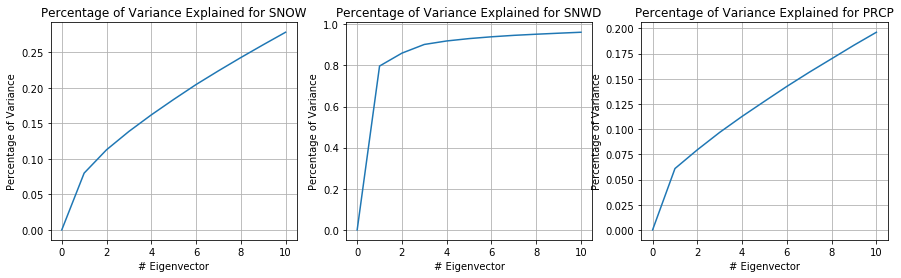 Percentage of Variance Explained for SNOW
Percentage of Variance
0.25
0.20
0.15
0.10
0.05
0.00
0 2 4 6 8 10
# Eigenvector
Percentage of Variance Explained for SNWD
Percentage of Variance
1.0
0.8
0.6
0.4
0.2
0.0
0 2 4 6 8 10
# Eigenvector
Percentage of Variance Explained for PRCP
Percentage of Variance
0.200
0.175
0.150
0.125
0.100
0.075
0.050
0.025
0.000
0 2 4 6 8 10
# Eigenvector